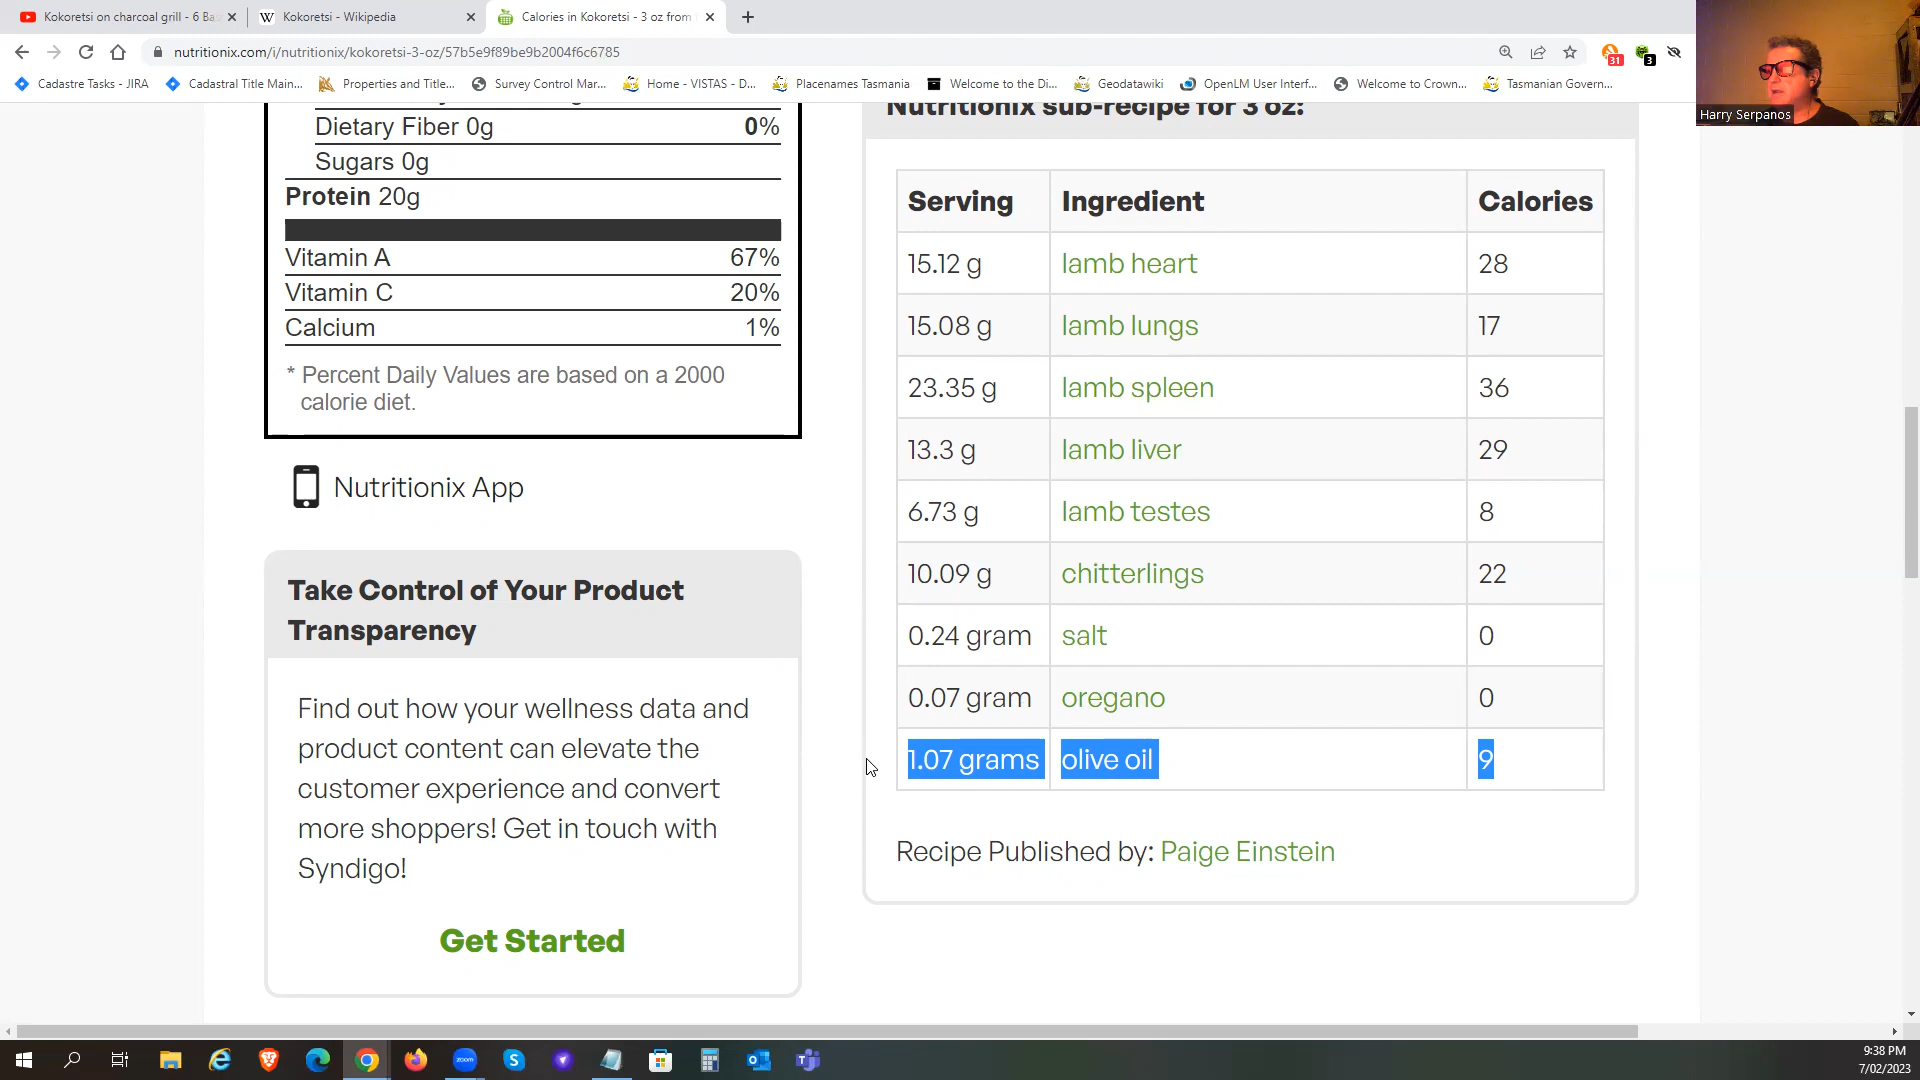 Kokoretsi on charcoal grill - 6 Ba
Kokoretsi - Wikipedia
Calories in Kokoretsi - 3 oz from
nutritionix.com/i/nutritionix/kokoretsi-3-oz/57b5e9f89be9b2004f6c6785
31
3
Cadastre Tasks - JIRA
Cadastral Title Main...
Properties and Title...
Survey Control Mar...
Home - VISTAS - D...
Placenames Tasmania
Welcome to the Di...
Geodatawiki
OpenLM User Interf...
Welcome to Crown...
Tasmanian Govern...
Harry Serpanos
Dietary Fiber 0g 0%
Sugars 0g
Protein 20g
Vitamin A 67%
Vitamin C 20%
Calcium 1%
* Percent Daily Values are based on a 2000
calorie diet.
Nutritionix App
Take Control of Your Product
Transparency
Find out how your wellness data and
product content can elevate the
customer experience and convert
more shoppers! Get in touch with
Syndigo!
Get Started
Nutritionix sub-recipe for 3 oz:
Serving Ingredient Calories
15.12 g lamb heart 28
15.08 g lamb lungs 17
23.35 g lamb spleen 36
13.3 g lamb liver 29
6.73 g lamb testes 8
10.09 g chitterlings 22
0.24 gram salt 0
0.07 gram oregano 0
1.07 grams olive oil 9
Recipe Published by: Paige Einstein
zoom
9:38 PM
7/02/2023